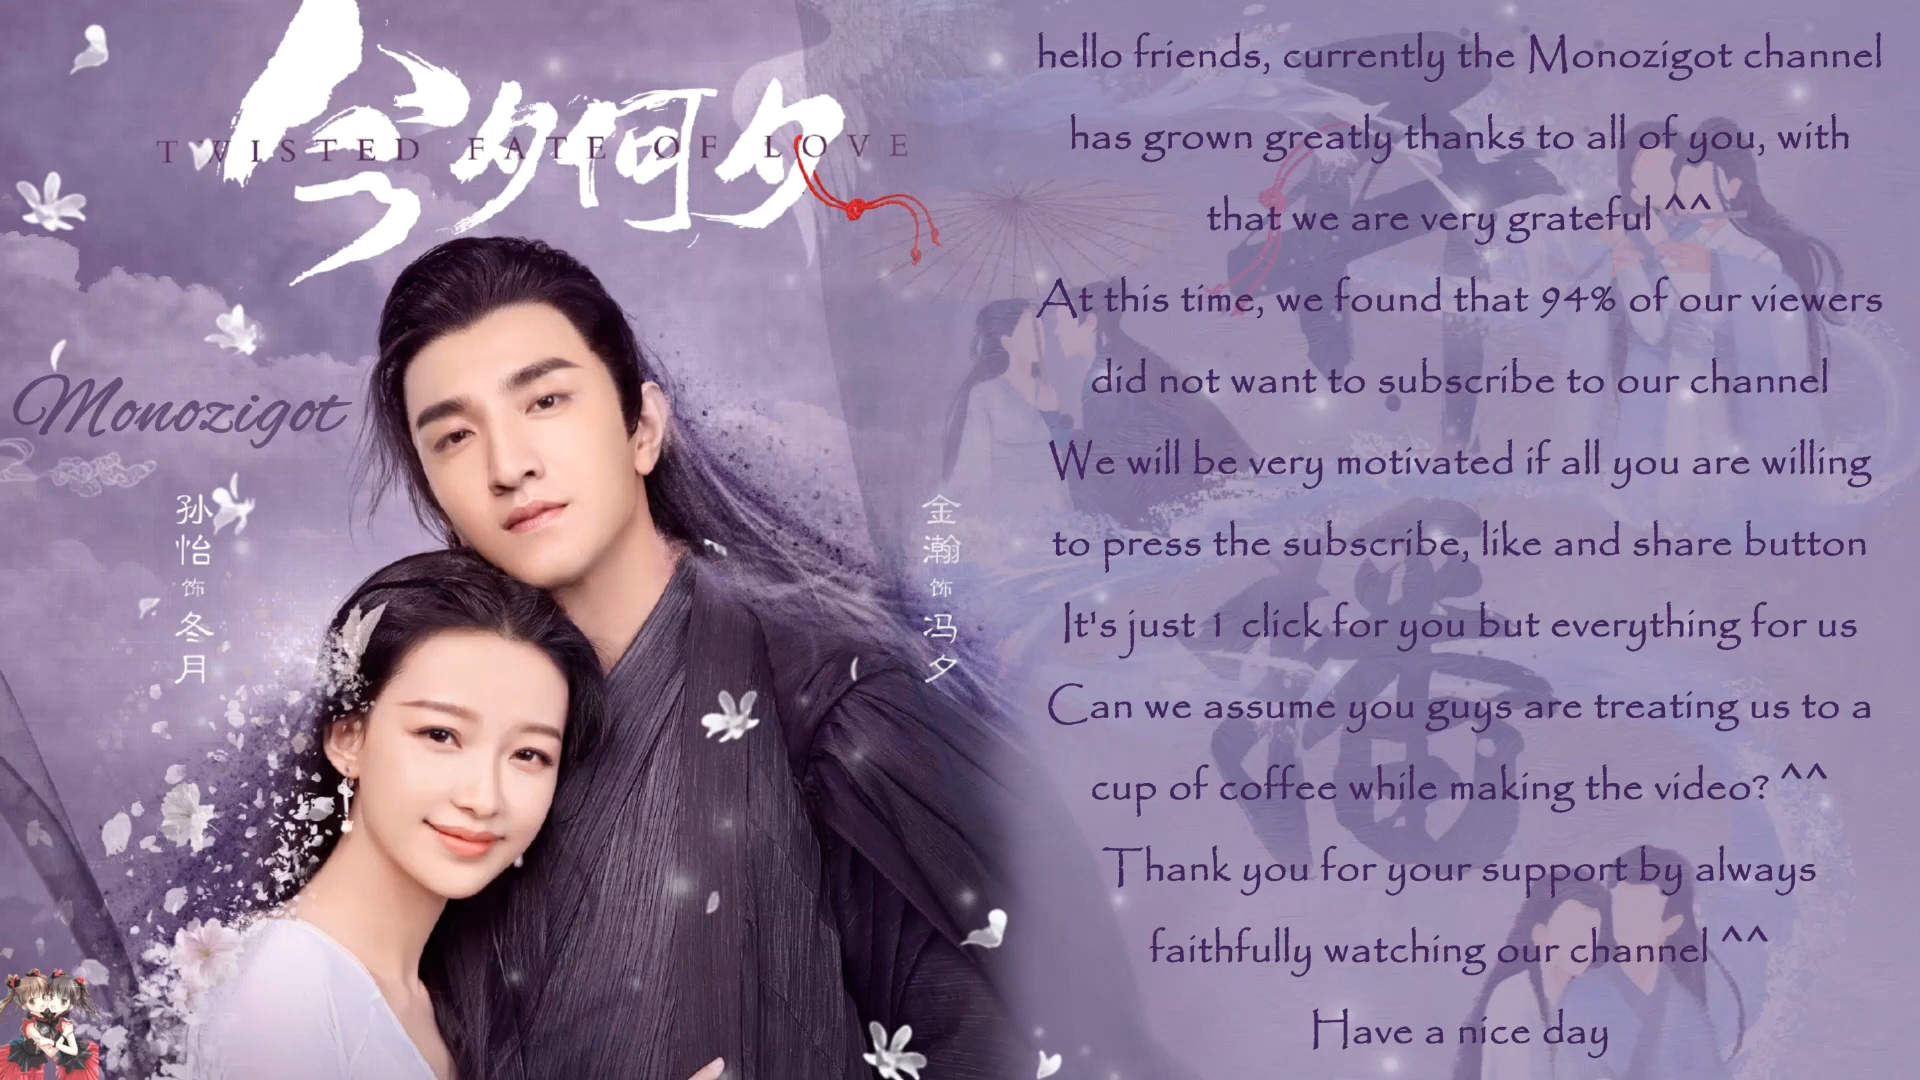 今夕何夕
TWISTED FATE OF LOVE
Monozigot
孙怡饰冬月
金瀚饰冯夕
hello friends, currently the Monozigot channel
has grown greatly thanks to all of you, with
that we are very grateful ^^
At this time, we found that 94% of our viewers
did not want to subscribe to our channel
We will be very motivated if all you are willing
to press the subscribe, like and share button
It's just 1 click for you but everything for us
Can we assume you guys are treating us to a
cup of coffee while making the video? ^^
Thank you for your support by always
faithfully watching our channel ^^
Have a nice day